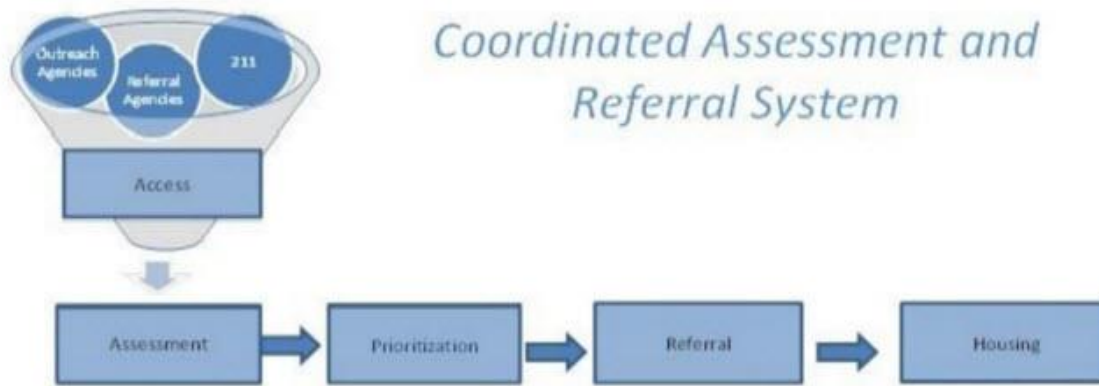 Coordinated Assessment and
Referral System
Outreach
Agencies
Referral
Agencies
211
Access
Assessment
Prioritization
Referral
Housing